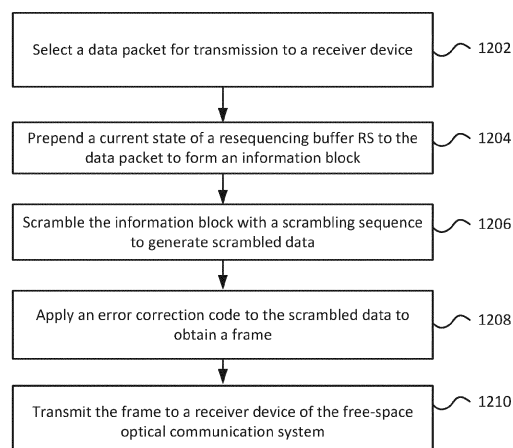 Select a data packet for transmission to a receiver device
1202
Prepend a current state of a resequencing buffer RS to the
data packet to form an information block
1204
Scramble the information block with a scrambling sequence
to generate scrambled data
1206
Apply an error correction code to the scrambled data to
obtain a frame
1208
Transmit the frame to a receiver device of the free-space
optical communication system
1210